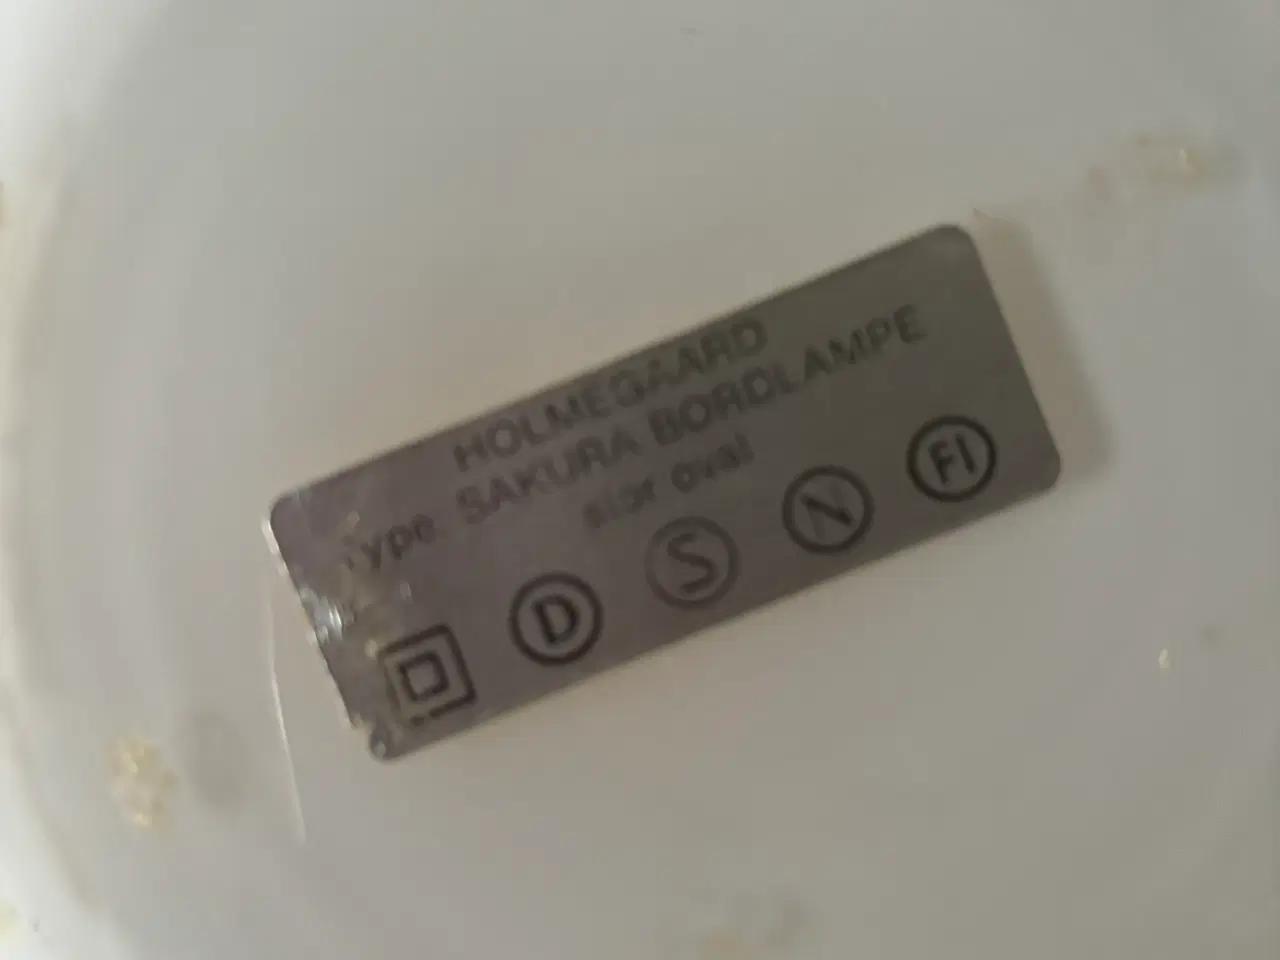 HOLMEGAARD
Type: SAKURA BORDLAMPE
stor oval
D S N FI